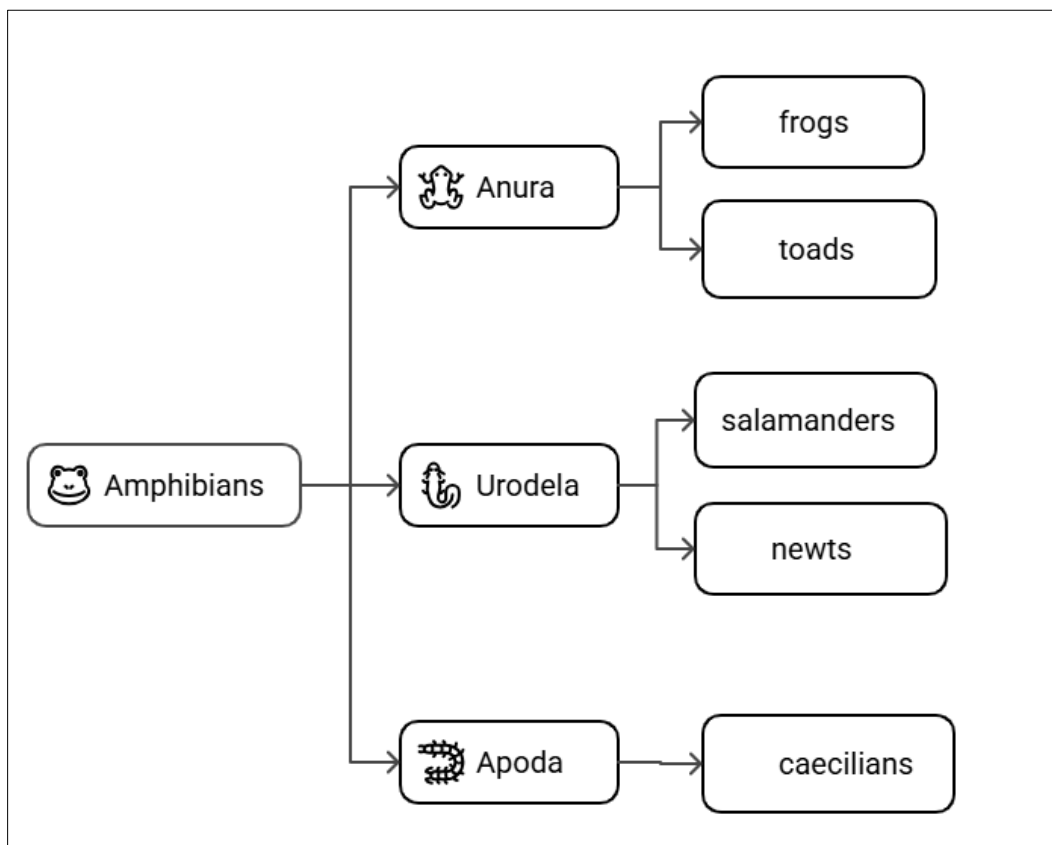 frogs
Anura
toads
salamanders
Amphibians
Urodela
newts
Apoda
caecilians